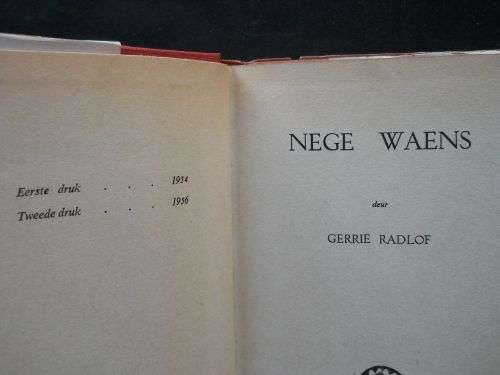 Eerste druk . . . 1954
Tweede druk . . . 1956
NEGE WAENS
deur
GERRIE RADLOF